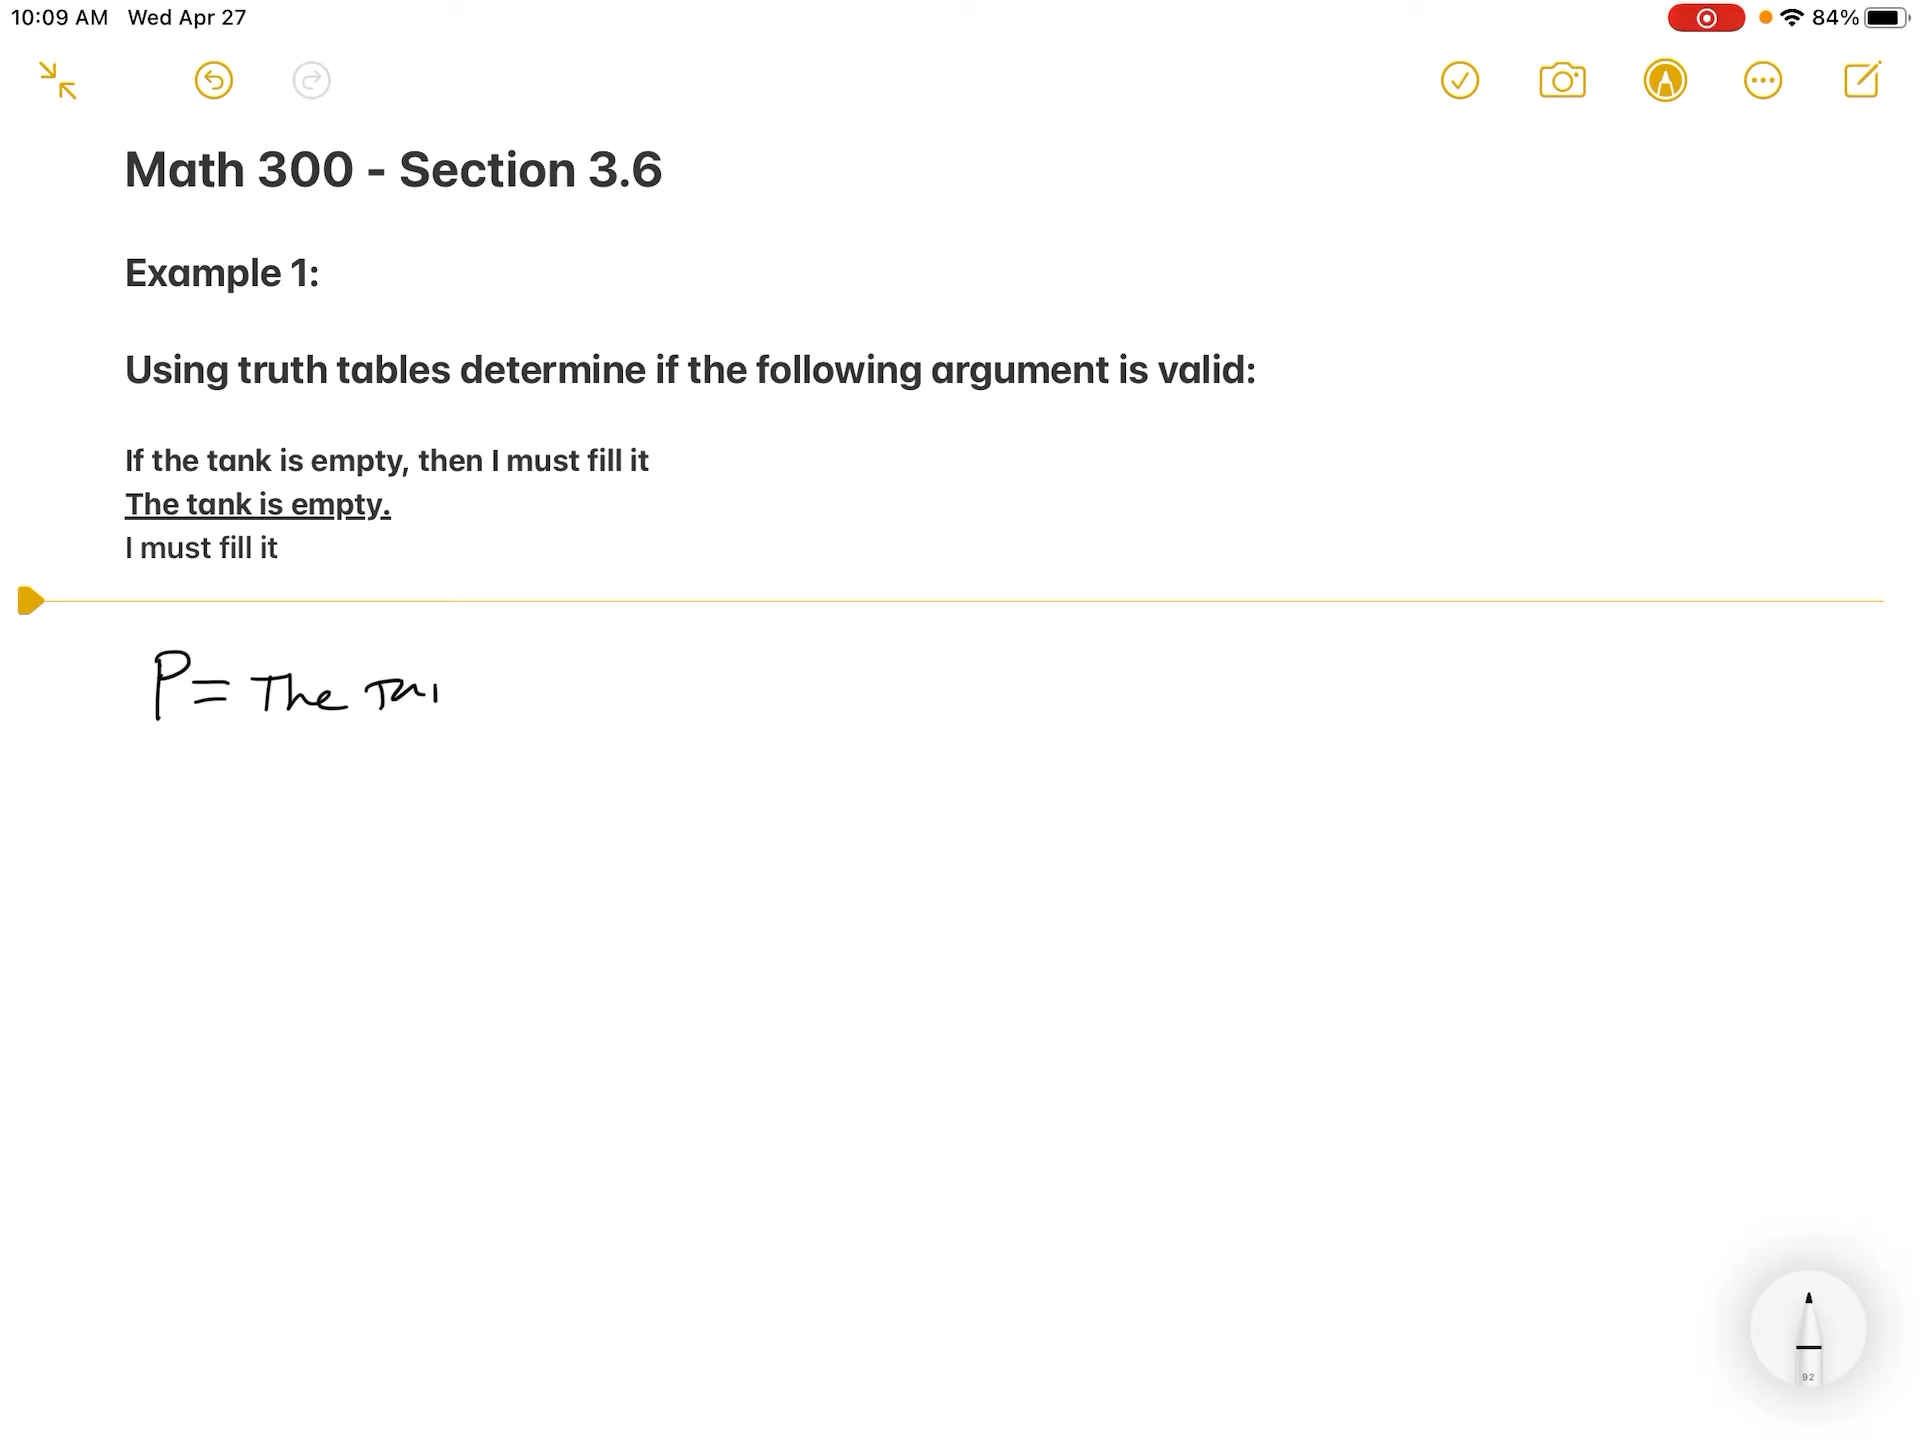 10:09 AM Wed Apr 27 84%
Math 300 - Section 3.6
Example 1:
Using truth tables determine if the following argument is valid:
If the tank is empty, then I must fill it
The tank is empty.
I must fill it
P = The
92